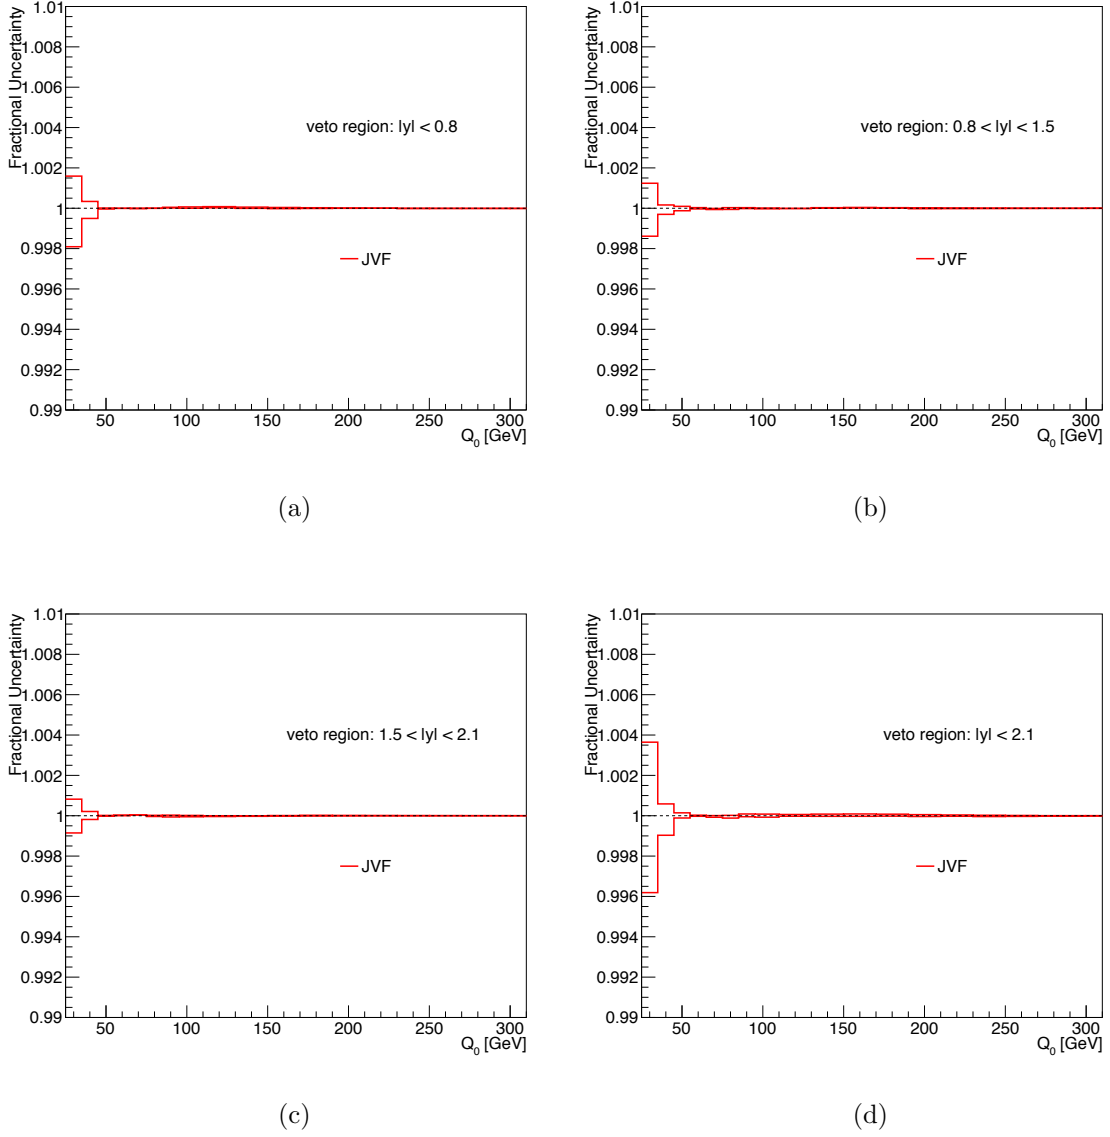 Fractional Uncertainty
1.01
1.008
1.006
1.004
1.002
1
0.998
0.996
0.994
0.992
0.99
veto region: |y| < 0.8
JVF
50 100 150 200 250 300
Q0 [GeV]
(a)
Fractional Uncertainty
1.01
1.008
1.006
1.004
1.002
1
0.998
0.996
0.994
0.992
0.99
veto region: 0.8 < |y| < 1.5
JVF
50 100 150 200 250 300
Q0 [GeV]
(b)
Fractional Uncertainty
1.01
1.008
1.006
1.004
1.002
1
0.998
0.996
0.994
0.992
0.99
veto region: 1.5 < |y| < 2.1
JVF
50 100 150 200 250 300
Q0 [GeV]
(c)
Fractional Uncertainty
1.01
1.008
1.006
1.004
1.002
1
0.998
0.996
0.994
0.992
0.99
veto region: |y| < 2.1
JVF
50 100 150 200 250 300
Q0 [GeV]
(d)